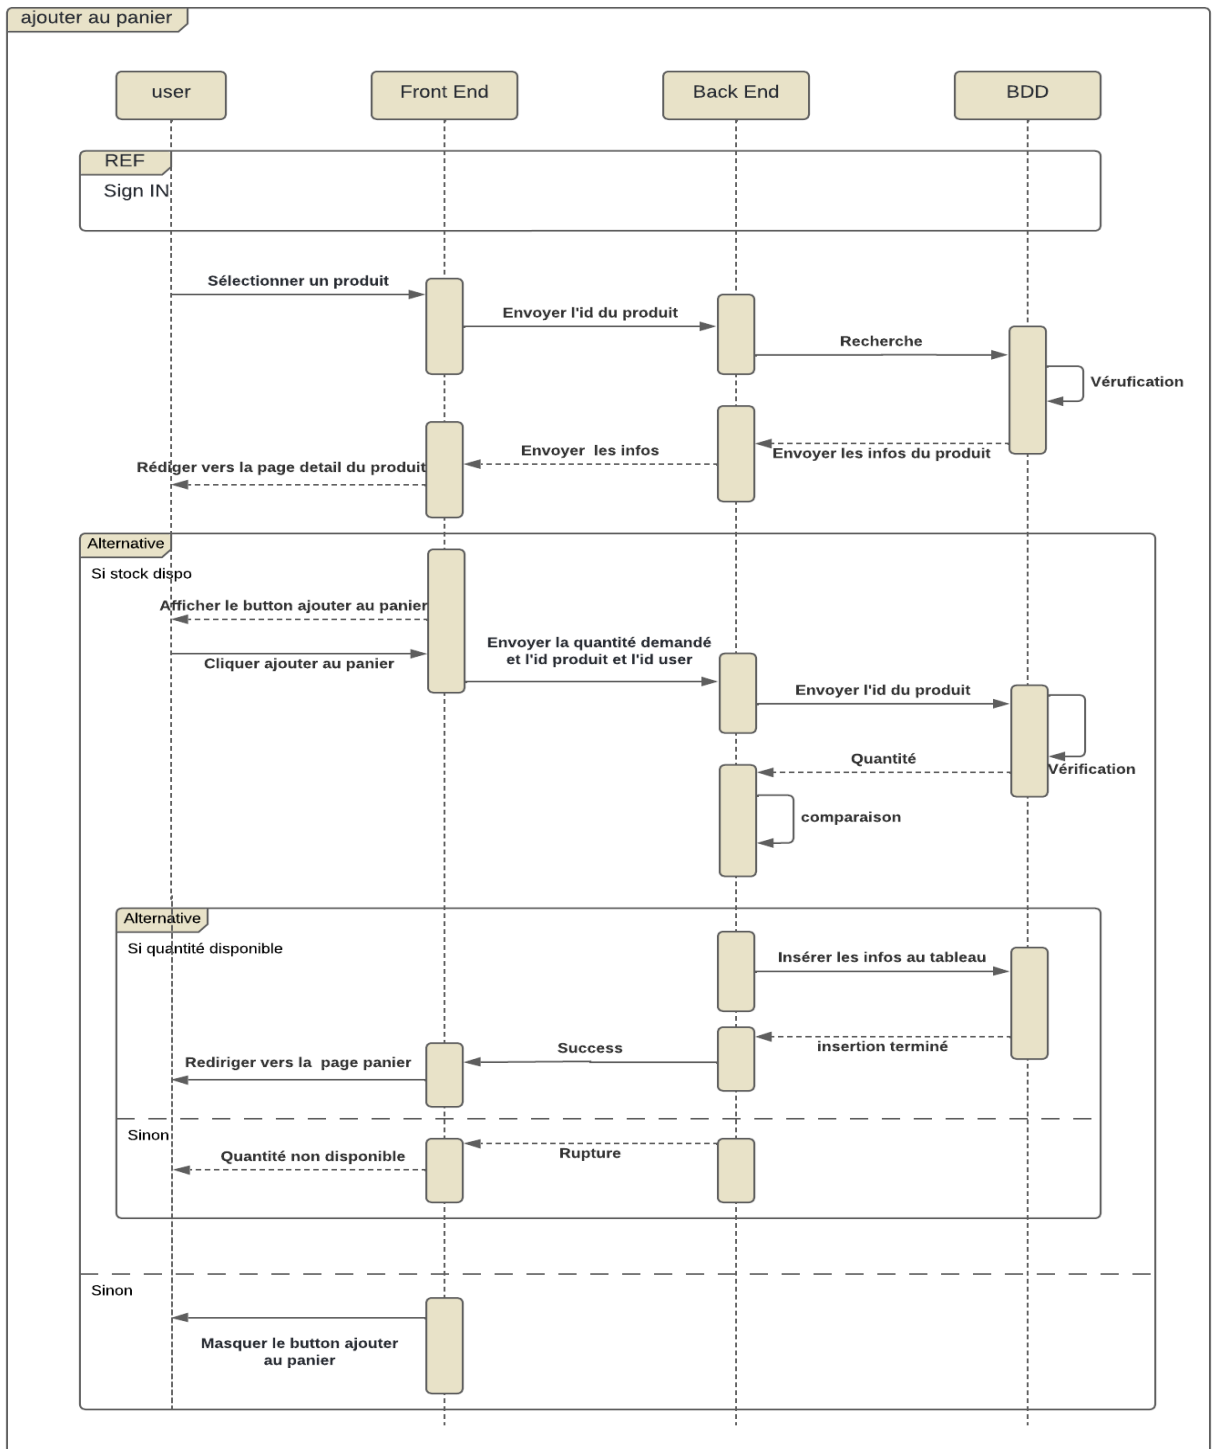 ajouter au panier
user
Front End
Back End
BDD
REF
Sign IN
Sélectionner un produit
Envoyer l'id du produit
Recherche
Vérufication
Envoyer les infos du produit
Envoyer les infos
Rédiger vers la page detail du produit
Alternative
Si stock dispo
Afficher le button ajouter au panier
Cliquer ajouter au panier
Envoyer la quantité demandé
et l'id produit et l'id user
Envoyer l'id du produit
Vérification
Quantité
comparaison
Alternative
Si quantité disponible
Insérer les infos au tableau
insertion terminé
Success
Rediriger vers la page panier
Sinon
Rupture
Quantité non disponible
Sinon
Masquer le button ajouter
au panier